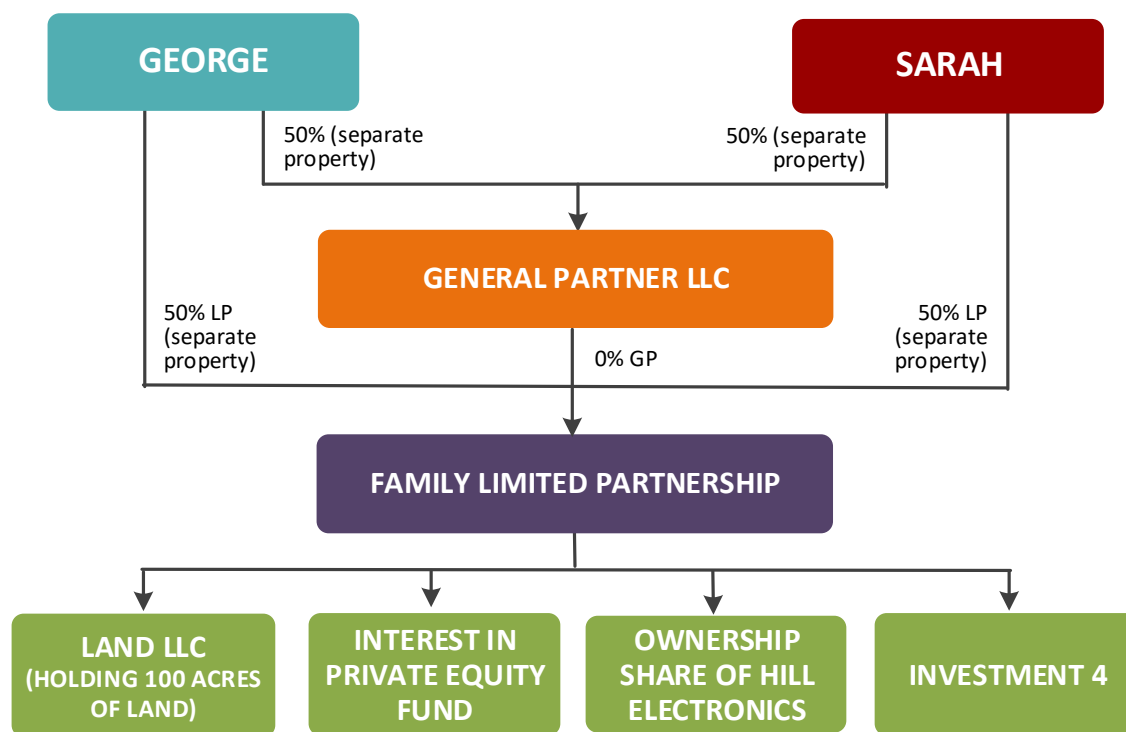 GEORGE
SARAH
50% (separate
property)
50% (separate
property)
GENERAL PARTNER LLC
50% LP
(separate
property)
0% GP
50% LP
(separate
property)
FAMILY LIMITED PARTNERSHIP
LAND LLC
(HOLDING 100 ACRES
OF LAND)
INTEREST IN
PRIVATE EQUITY
FUND
OWNERSHIP
SHARE OF HILL
ELECTRONICS
INVESTMENT 4